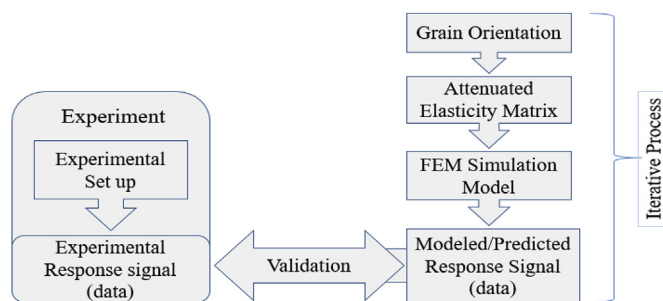 Grain Orientation
Attenuated
Elasticity Matrix
FEM Simulation
Model
Modeled/Predicted
Response Signal
(data)
Iterative Process
Experiment
Experimental
Set up
Experimental
Response signal
(data)
Validation